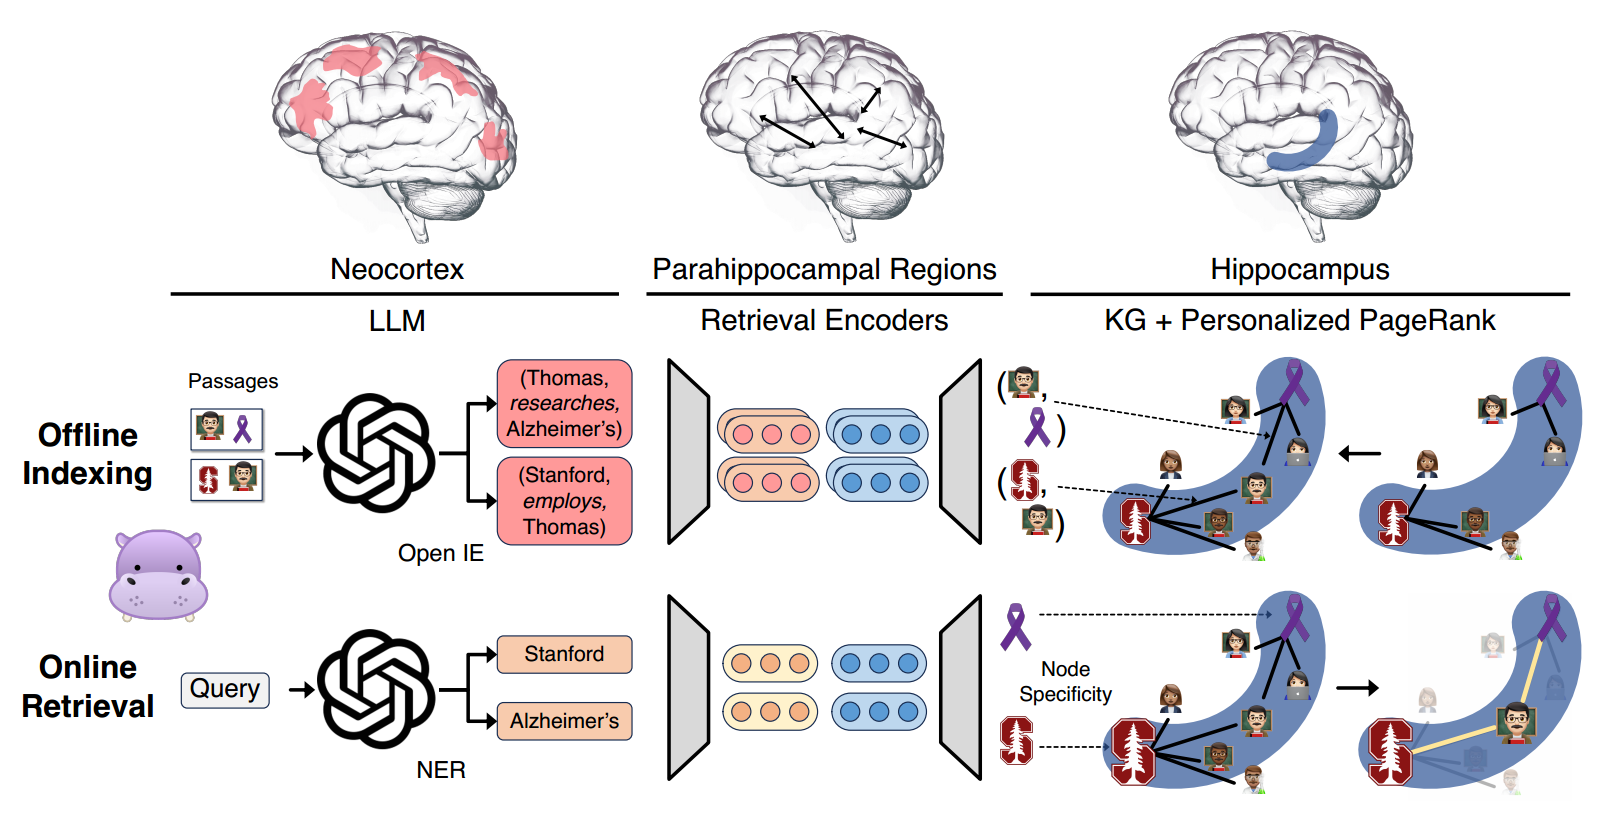 Neocortex
Parahippocampal Regions
Hippocampus
LLM
Retrieval Encoders
KG + Personalized PageRank
Offline
Indexing
Passages
(Thomas,
researches,
Alzheimer's)
(Stanford,
employs,
Thomas)
Open IE
( ,
)
( ,
)
Online
Retrieval
Query
Stanford
Alzheimer's
NER
Node
Specificity